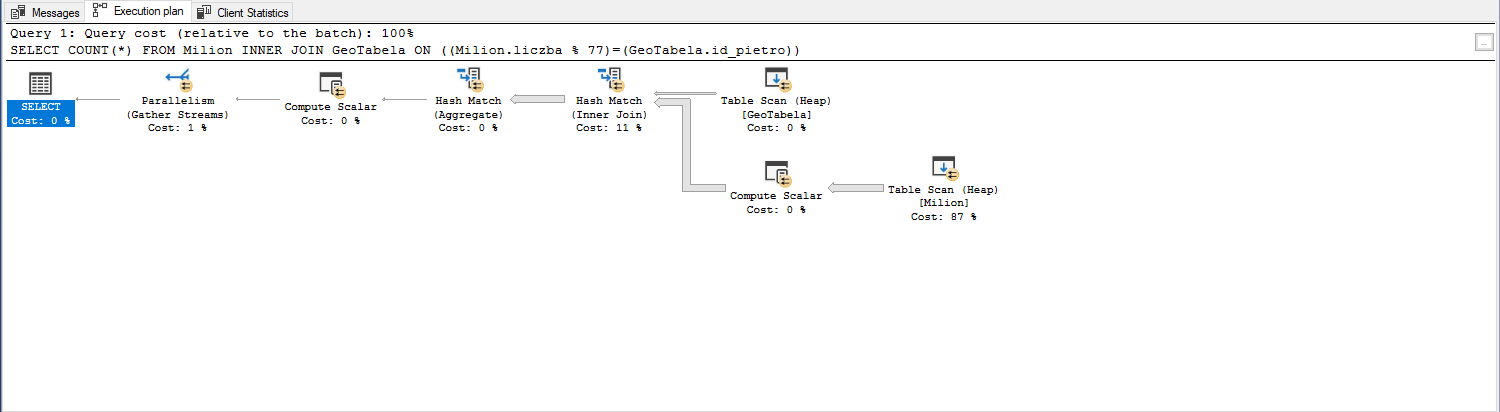 Messages
Execution plan
Client Statistics
Query 1: Query cost (relative to the batch): 100%
SELECT COUNT(*) FROM Milion INNER JOIN GeoTabela ON ((Milion.liczba % 77)=(GeoTabela.id_pietro))
...
SELECT
Cost: 0 %
Parallelism
(Gather Streams)
Cost: 1 %
Compute Scalar
Cost: 0 %
Hash Match
(Aggregate)
Cost: 0 %
Hash Match
(Inner Join)
Cost: 11 %
Table Scan (Heap)
[GeoTabela]
Cost: 0 %
Compute Scalar
Cost: 0 %
Table Scan (Heap)
[Milion]
Cost: 87 %